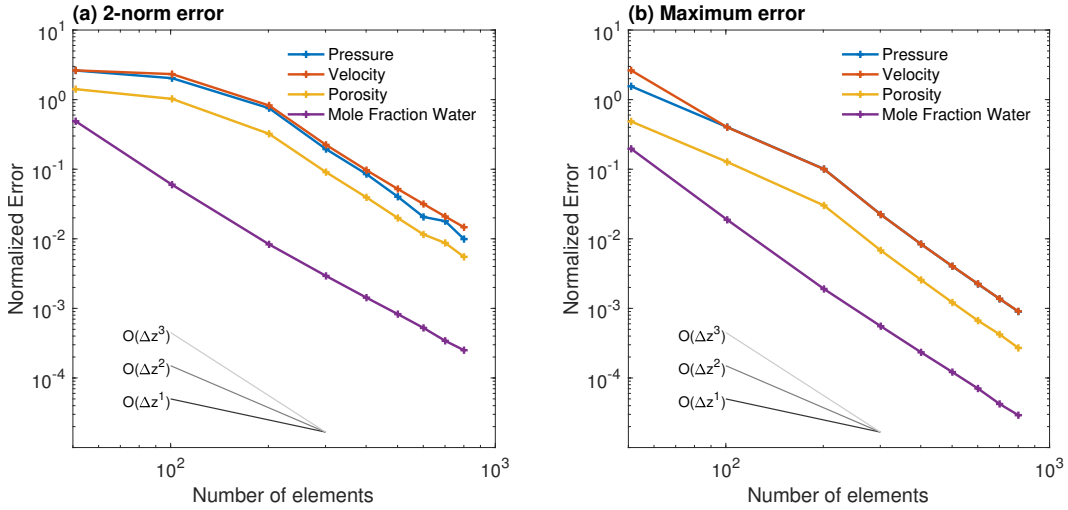 (a) 2-norm error
10^1
10^0
10^-1
10^-2
10^-3
10^-4
Normalized Error
Pressure
Velocity
Porosity
Mole Fraction Water
O(Δz^3)
O(Δz^2)
O(Δz^1)
10^2
10^3
Number of elements
(b) Maximum error
10^1
10^0
10^-1
10^-2
10^-3
10^-4
Normalized Error
Pressure
Velocity
Porosity
Mole Fraction Water
O(Δz^3)
O(Δz^2)
O(Δz^1)
10^2
10^3
Number of elements